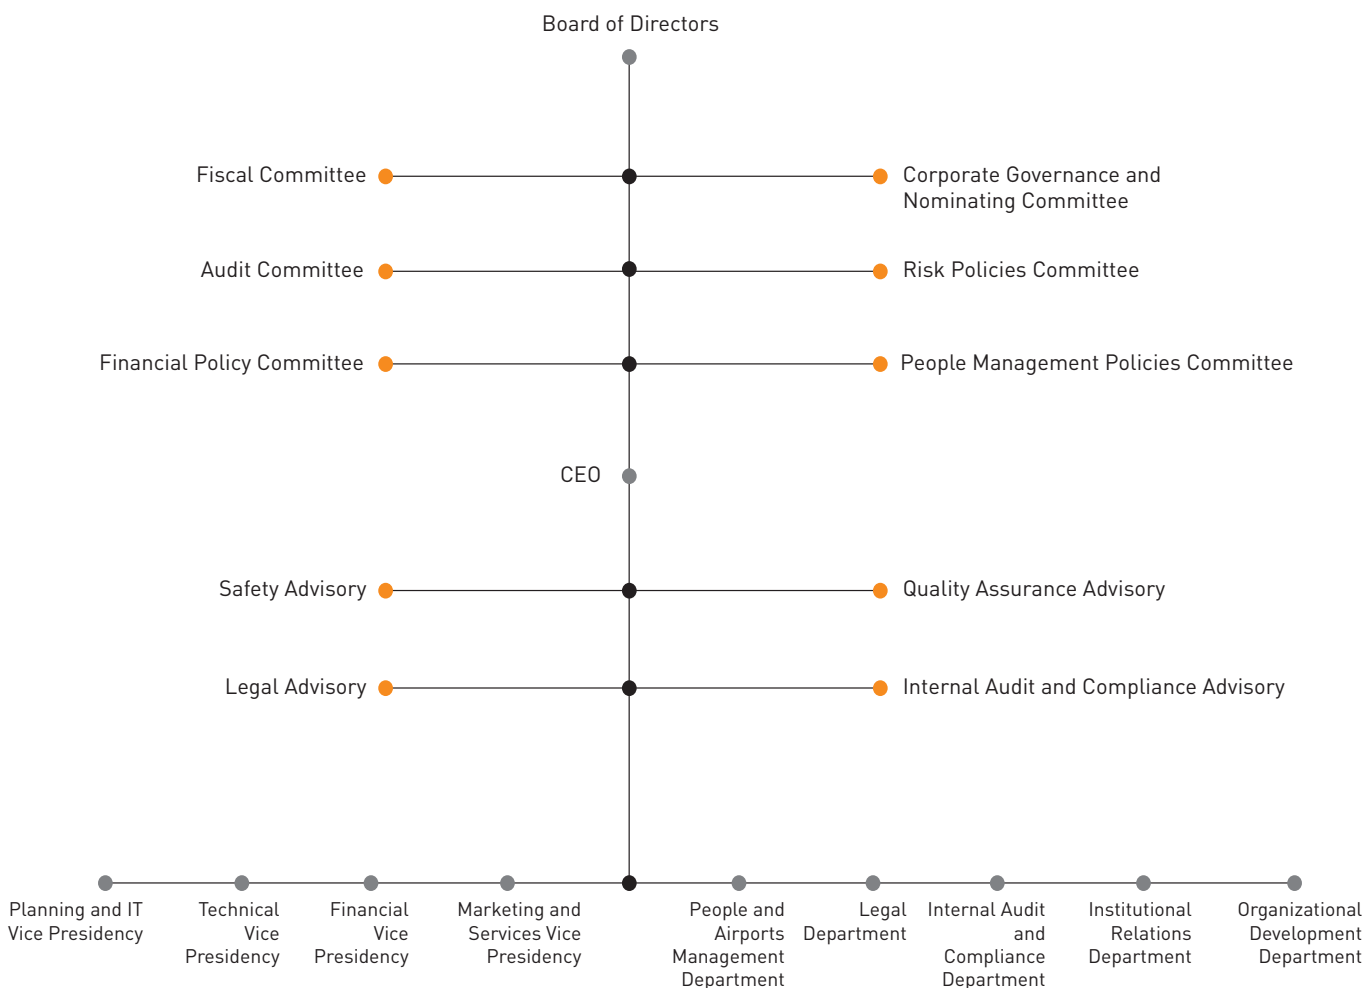 Board of Directors
Fiscal Committee
Corporate Governance and
Nominating Committee
Audit Committee
Risk Policies Committee
Financial Policy Committee
People Management Policies Committee
CEO
Safety Advisory
Quality Assurance Advisory
Legal Advisory
Internal Audit and Compliance Advisory
Planning and IT
Vice Presidency
Technical
Vice
Presidency
Financial
Vice
Presidency
Marketing and
Services Vice
Presidency
People and
Airports
Management
Department
Legal
Department
Internal Audit
and
Compliance
Department
Institutional
Relations
Department
Organizational
Development
Department